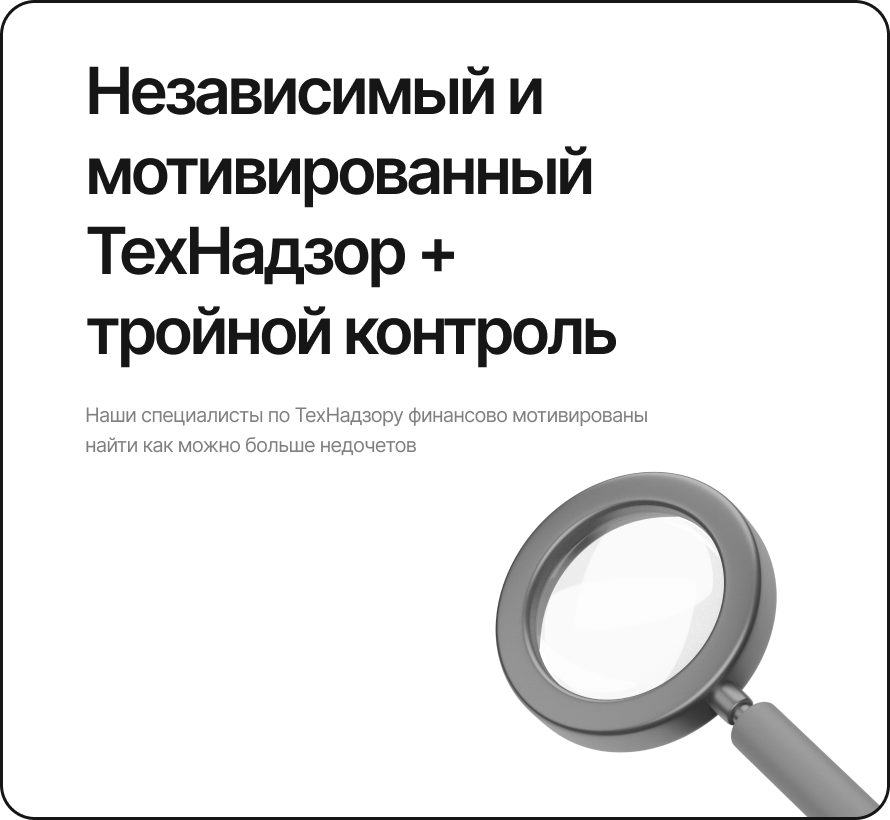 Независимый и
мотивированный
ТехНадзор +
тройной контроль
Наши специалисты по ТехНадзору финансово мотивированы
найти как можно больше недочетов